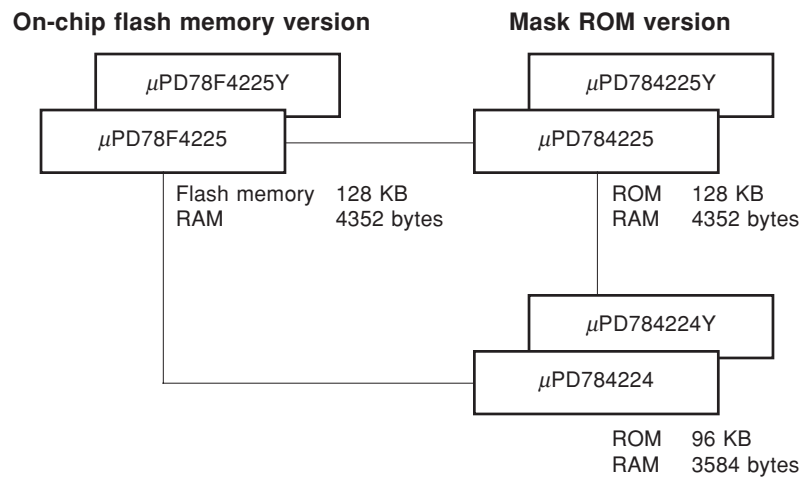 On-chip flash memory version
Mask ROM version
μPD78F4225Y
μPD784225Y
μPD78F4225
μPD784225
Flash memory 128 KB
RAM 4352 bytes
ROM 128 KB
RAM 4352 bytes
μPD784224Y
μPD784224
ROM 96 KB
RAM 3584 bytes